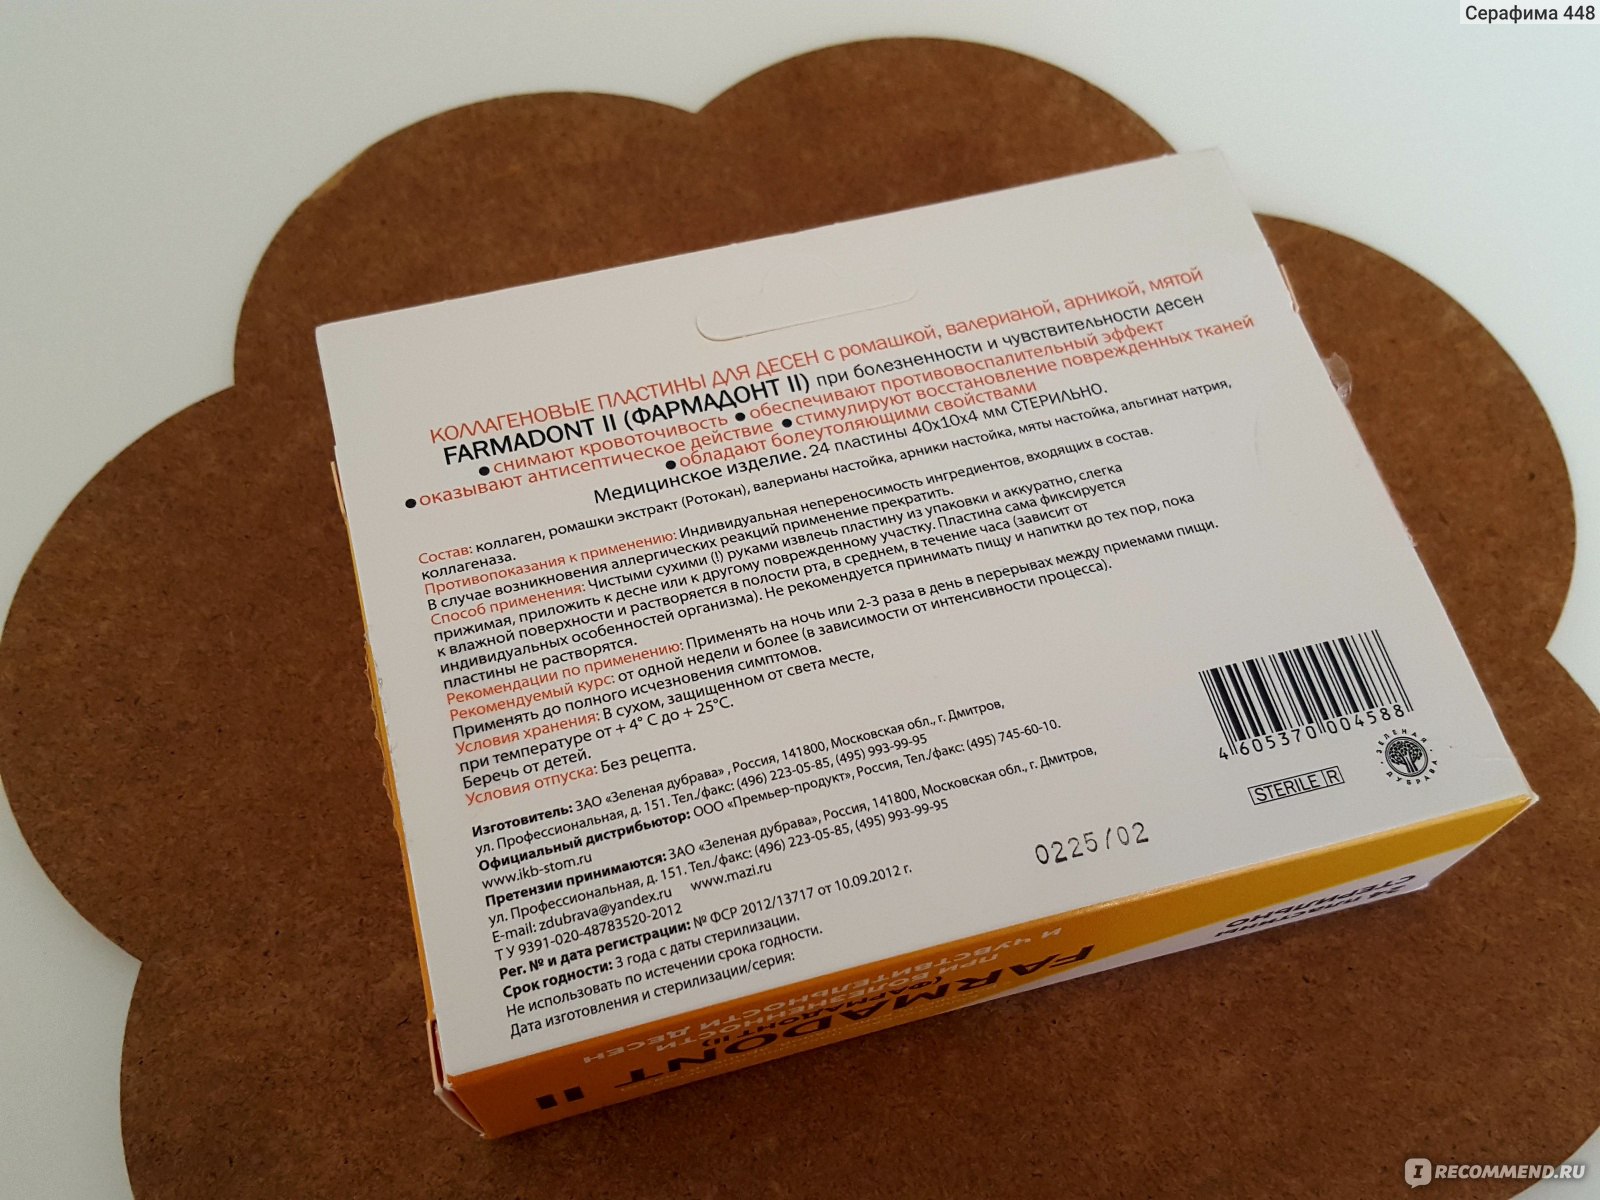 Серафима 448
КОЛЛАГЕНОВЫЕ ПЛАСТИНЫ ДЛЯ ДЕСЕН с ромашкой, валерианой, арникой, мятой
FARMADONT II (ФАРМАДОНТ II) при болезненности и чувствительности десен
●снимают кровоточивость ●обеспечивают противовоспалительный эффект
●оказывают антисептическое действие ●стимулируют восстановление поврежденных тканей
●обладают болеутоляющими свойствами
Медицинское изделие. 24 пластины 40х10х4 мм СТЕРИЛЬНО.
Состав: коллаген, ромашки экстракт (Ротокан), валерианы настойка, арники настойка, мяты настойка, альгинат натрия,
коллагеназа.
Противопоказания к применению: Индивидуальная непереносимость ингредиентов, входящих в состав.
В случае возникновения аллергических реакций применение прекратить.
Способ применения: Чистыми сухими (!) руками извлечь пластину из упаковки и аккуратно, слегка
прижимая, приложить к десне или к другому поврежденному участку. Пластина сама фиксируется
к влажной поверхности и растворяется в полости рта, в среднем, в течение часа (зависит от
индивидуальных особенностей организма). Не рекомендуется принимать пищу и напитки до тех пор, пока
пластины не растворятся.
Рекомендации по применению: Применять на ночь или 2-3 раза в день в перерывах между приемами пищи.
Рекомендуемый курс: от одной недели и более (в зависимости от интенсивности процесса).
Применять до полного исчезновения симптомов.
Условия хранения: В сухом, защищенном от света месте,
при температуре от + 4° С до + 25°С.
Беречь от детей.
Условия отпуска: Без рецепта.
Изготовитель: ЗАО «Зеленая дубрава» , Россия, 141800, Московская обл., г. Дмитров,
ул. Профессиональная, д. 151. Тел./факс: (496) 223-05-85, (495) 993-99-95
Официальный дистрибьютор: ООО «Премьер-продукт», Россия, Тел./факс: (495) 745-60-10.
www.ikb-stom.ru
Претензии принимаются: ЗАО «Зеленая дубрава», Россия, 141800, Московская обл., г. Дмитров,
ул. Профессиональная, д. 151. Тел./факс: (496) 223-05-85, (495) 993-99-95
E-mail: zdubrava@yandex.ru www.mazi.ru
Т У 9391-020-48783520-2012
Рег. № и дата регистрации: № ФСР 2012/13717 от 10.09.2012 г.
Срок годности: 3 года с даты стерилизации.
Не использовать по истечении срока годности.
Дата изготовления и стерилизации/серия:
0225/02
4 605370 004588
ЗЕЛЕНАЯ ДУБРАВА
STERILE R
FARMADONT II
(ФАРМАДОНТ II)
ПРИ БОЛЕЗНЕННОСТИ
И ЧУВСТВИТЕЛЬНОСТИ ДЕСЕН
24 ПЛАСТИНЫ
СТЕРИЛЬНО
IRECOMMEND.RU